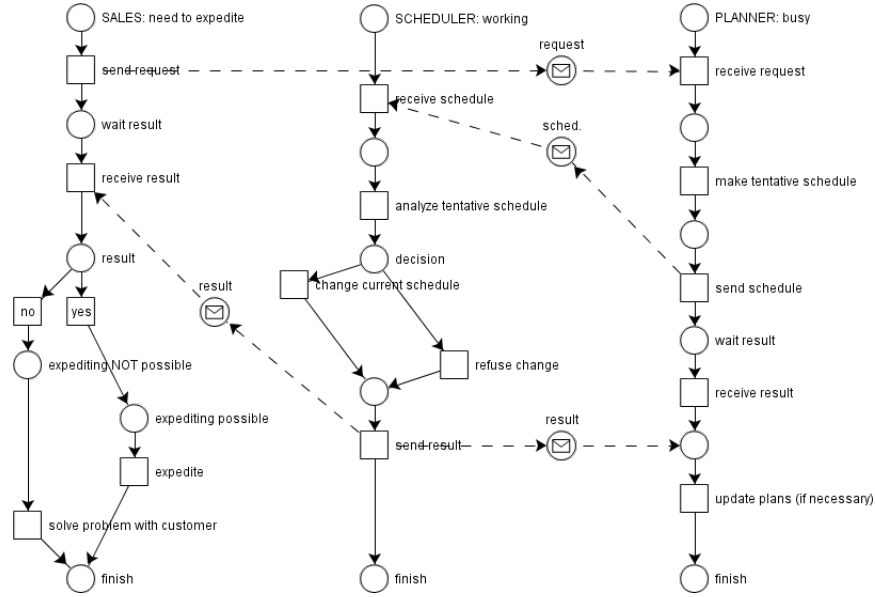 SALES: need to expedite
send request
wait result
receive result
result
no
yes
expediting NOT possible
expediting possible
expedite
solve problem with customer
finish
result
SCHEDULER: working
receive schedule
analyze tentative schedule
decision
change current schedule
refuse change
send result
finish
request
sched.
result
PLANNER: busy
receive request
make tentative schedule
send schedule
wait result
receive result
update plans (if necessary)
finish